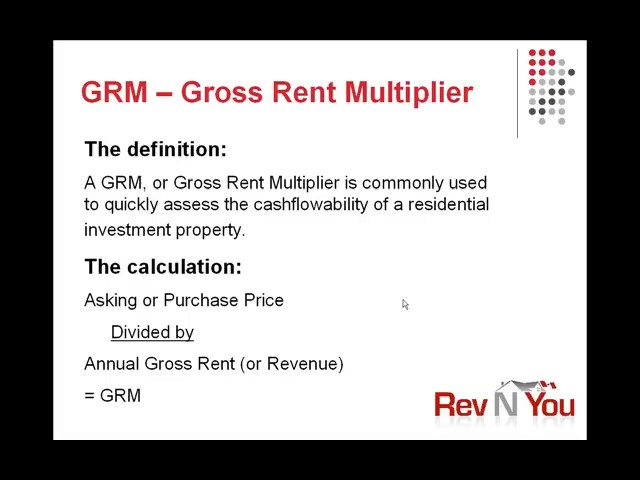 GRM – Gross Rent Multiplier
The definition:
A GRM, or Gross Rent Multiplier is commonly used
to quickly assess the cashflowability of a residential
investment property.
The calculation:
Asking or Purchase Price
Divided by
Annual Gross Rent (or Revenue)
= GRM
Rev N You